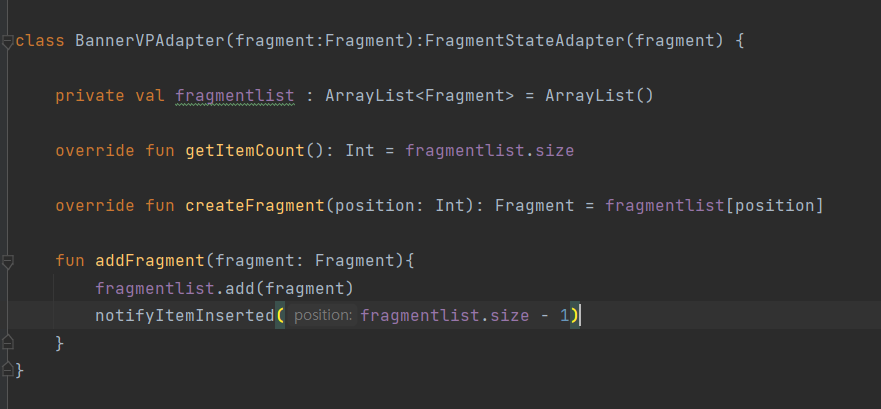 class BannerVPAdapter(fragment:Fragment):FragmentStateAdapter(fragment) {
private val fragmentlist : ArrayList<Fragment> = ArrayList()
override fun getItemCount(): Int = fragmentlist.size
override fun createFragment(position: Int): Fragment = fragmentlist[position]
fun addFragment(fragment: Fragment){
fragmentlist.add(fragment)
notifyItemInserted( position: fragmentlist.size - 1)
}
}